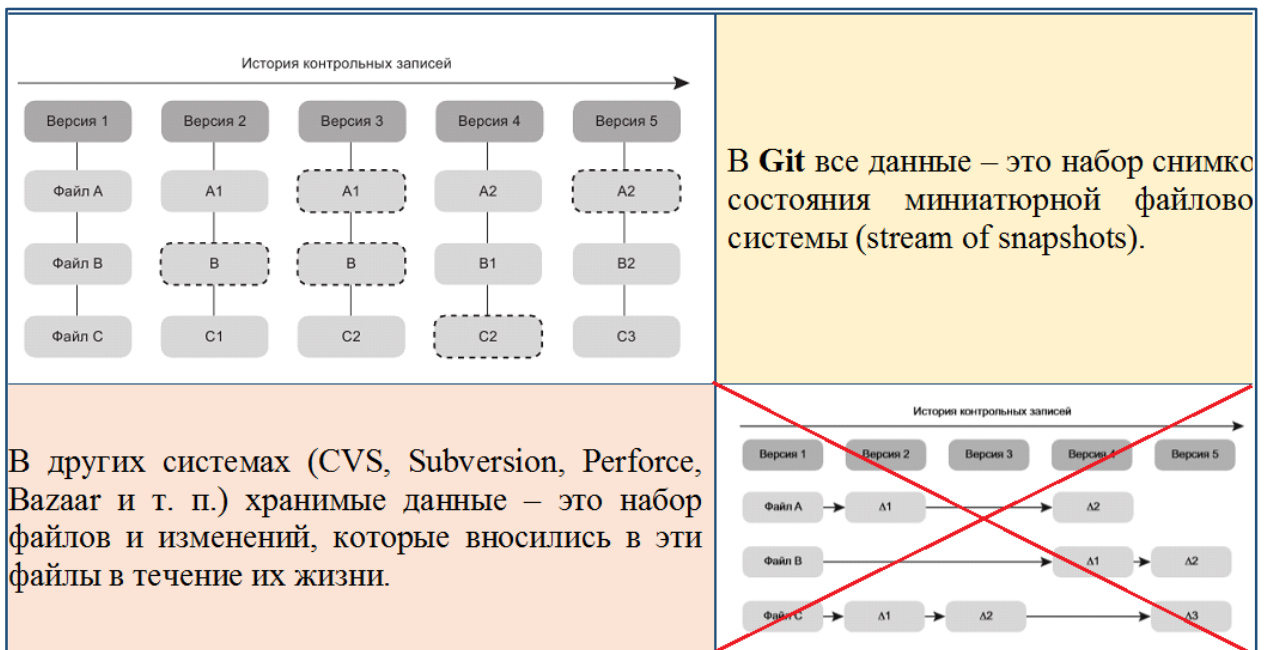 История контрольных записей
Версия 1 Версия 2 Версия 3 Версия 4 Версия 5
Файл A A1 A1 A2 A2
Файл B B B B1 B2
Файл C C1 C2 C2 C3
В Git все данные – это набор снимко
состояния миниатюрной файлово
системы (stream of snapshots).
В других системах (CVS, Subversion, Perforce,
Bazaar и т. п.) хранимые данные – это набор
файлов и изменений, которые вносились в эти
файлы в течение их жизни.
История контрольных записей
Версия 1 Версия 2 Версия 3 Версия 4 Версия 5
Файл A Δ1 Δ2
Файл B Δ1 Δ2
Файл C Δ1 Δ2 Δ3